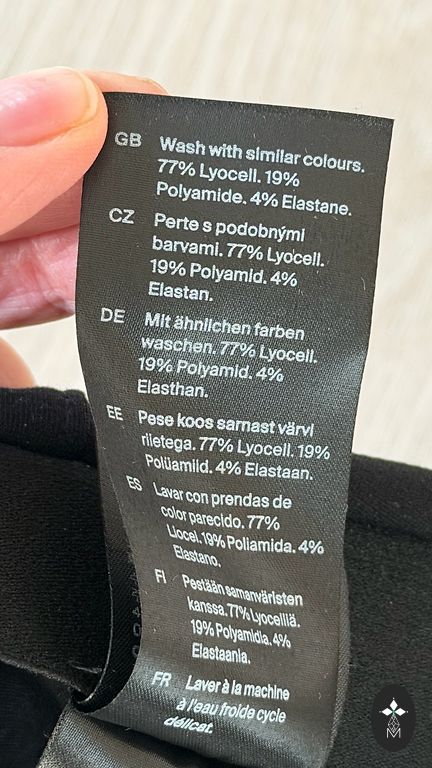 GB Wash with similar colours.
77% Lyocell. 19%
Polyamide. 4% Elastane.
CZ Perte s podobnými
barvami. 77% Lyocell.
19% Polyamid. 4%
Elastan.
DE Mit ähnlichen farben
waschen. 77% Lyocell.
19% Polyamid. 4%
Elasthan.
EE Pese koos sarnast värvi
riietega. 77% Lyocell. 19%
Polüamiid. 4% Elastaan.
ES Lavar con prendas de
color parecido. 77%
Liocel. 19% Poliamida. 4%
Elastano.
FI Pestään samanväristen
kanssa. 77% Lyocelliä.
19% Polyamidia. 4%
Elastaania.
FR Laver à la machine
à l'eau froide cycle
délicat.